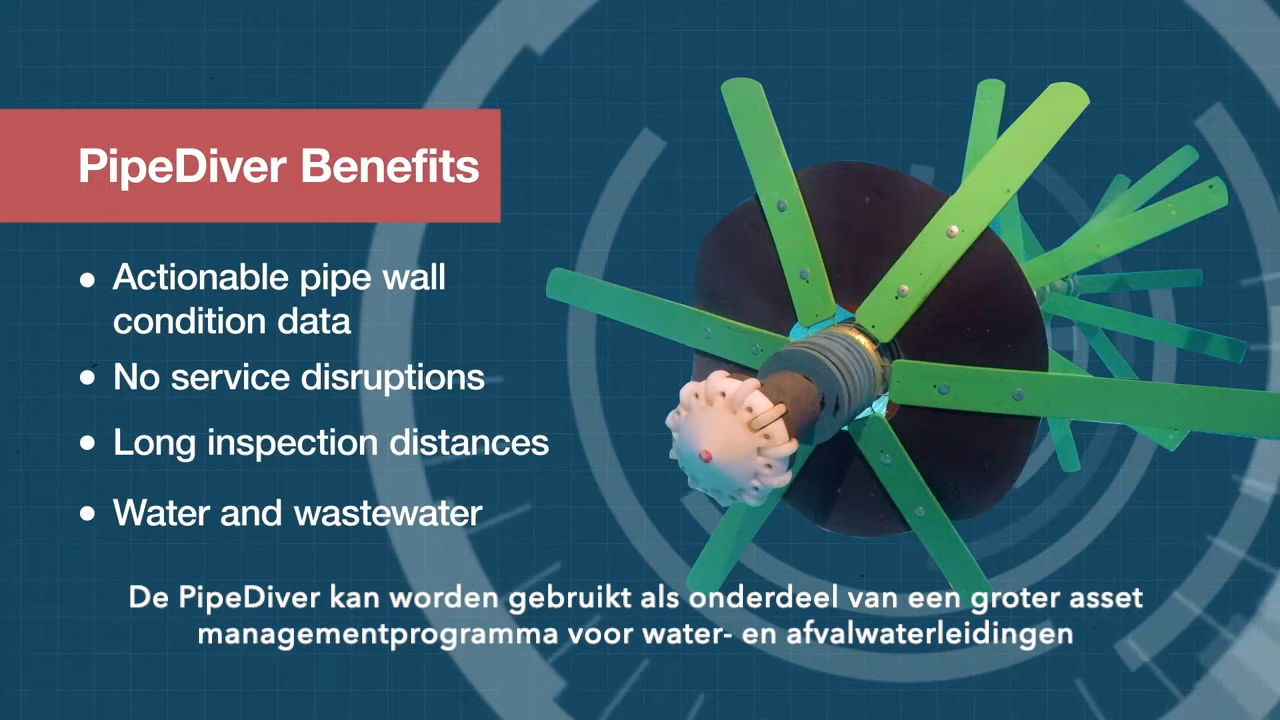 PipeDiver Benefits
• Actionable pipe wall
condition data
• No service disruptions
• Long inspection distances
• Water and wastewater
De PipeDiver kan worden gebruikt als onderdeel van een groter asset
managementprogramma voor water- en afvalwaterleidingen